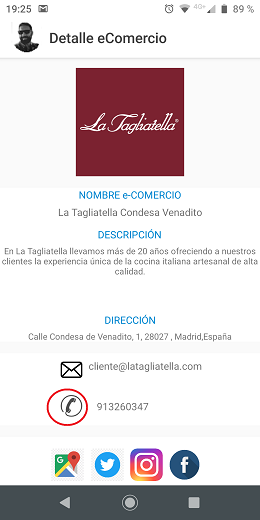 19:25
4G+
89 %
Detalle eComercio
La Tagliatella®
NOMBRE e-COMERCIO
La Tagliatella Condesa Venadito
DESCRIPCIÓN
En La Tagliatella llevamos más de 20 años ofreciendo a nuestros
clientes la experiencia única de la cocina italiana artesanal de alta
calidad.
DIRECCIÓN
Calle Condesa de Venadito, 1, 28027 , Madrid,España
cliente@latagliatella.com
913260347